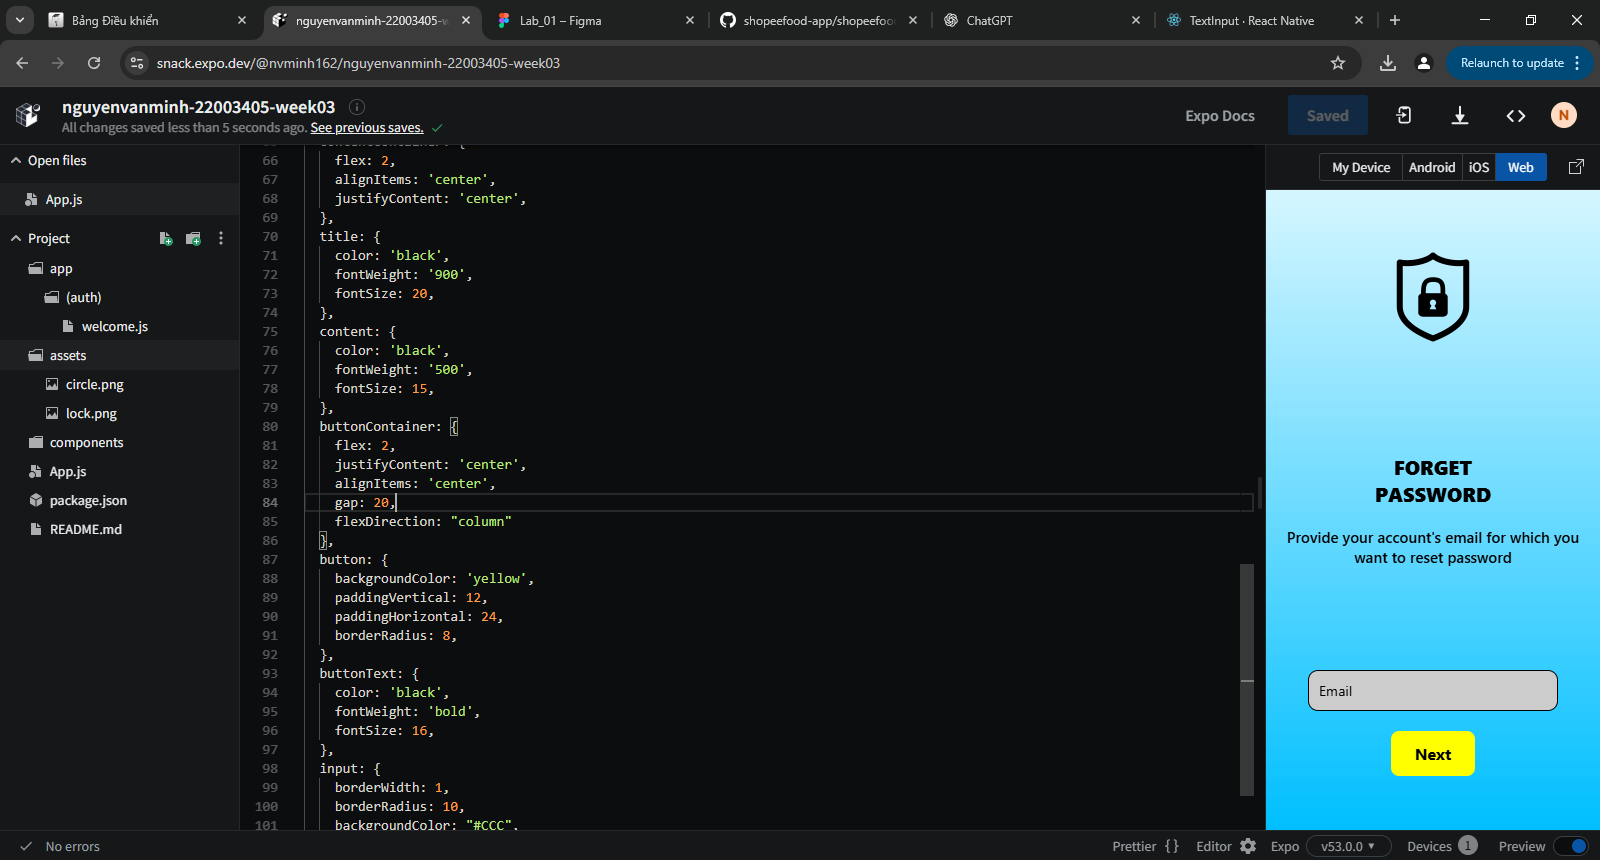 Bảng Điều khiển
nguyenvanminh-22003405-w
Lab_01 – Figma
shopeefood-app/shopeefoo
ChatGPT
TextInput · React Native
snack.expo.dev/@nvminh162/nguyenvanminh-22003405-week03
Relaunch to update
nguyenvanminh-22003405-week03
All changes saved less than 5 seconds ago. See previous saves.
Expo Docs
Saved
N
Open files
App.js
Project
app
(auth)
welcome.js
assets
circle.png
lock.png
components
App.js
package.json
README.md
66 flex: 2,
67 alignItems: 'center',
68 justifyContent: 'center',
69 },
70 title: {
71 color: 'black',
72 fontWeight: '900',
73 fontSize: 20,
74 },
75 content: {
76 color: 'black',
77 fontWeight: '500',
78 fontSize: 15,
79 },
80 buttonContainer: {
81 flex: 2,
82 justifyContent: 'center',
83 alignItems: 'center',
84 gap: 20,
85 flexDirection: "column"
86 },
87 button: {
88 backgroundColor: 'yellow',
89 paddingVertical: 12,
90 paddingHorizontal: 24,
91 borderRadius: 8,
92 },
93 buttonText: {
94 color: 'black',
95 fontWeight: 'bold',
96 fontSize: 16,
97 },
98 input: {
99 borderWidth: 1,
100 borderRadius: 10,
101 backgroundColor: "#CCC",
My Device
Android
iOS
Web
FORGET
PASSWORD
Provide your account's email for which you
want to reset password
Email
Next
No errors
Prettier { }
Editor
Expo
v53.0.0
Devices 1
Preview